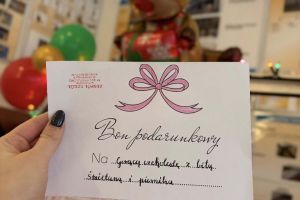 Bon podarunkowy
Na Gorącą czekoladę z bitą
śmietaną i piernika